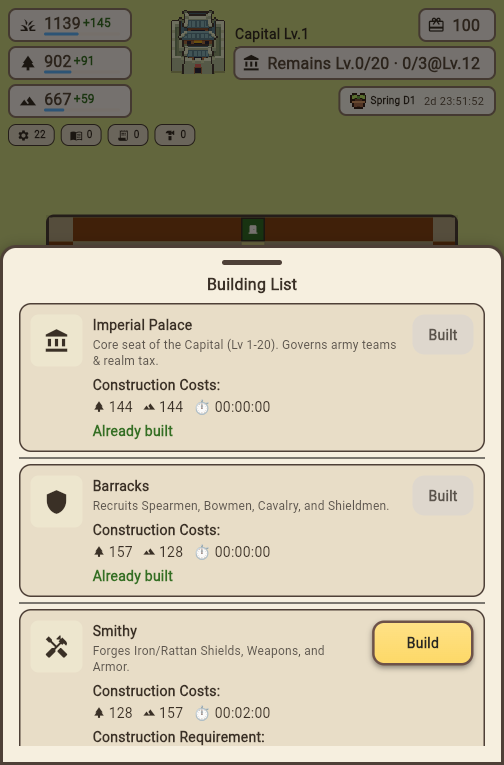 1139 +145
Capital Lv.1
100
902 +91
Remains Lv.0/20 · 0/3@Lv.12
667 +59
Spring D1 2d 23:51:52
22 0 0 0
Building List
Imperial Palace
Built
Core seat of the Capital (Lv 1-20). Governs army teams
& realm tax.
Construction Costs:
144 144 00:00:00
Already built
Barracks
Built
Recruits Spearmen, Bowmen, Cavalry, and Shieldmen.
Construction Costs:
157 128 00:00:00
Already built
Smithy
Build
Forges Iron/Rattan Shields, Weapons, and
Armor.
Construction Costs:
128 157 00:02:00
Construction Requirement: